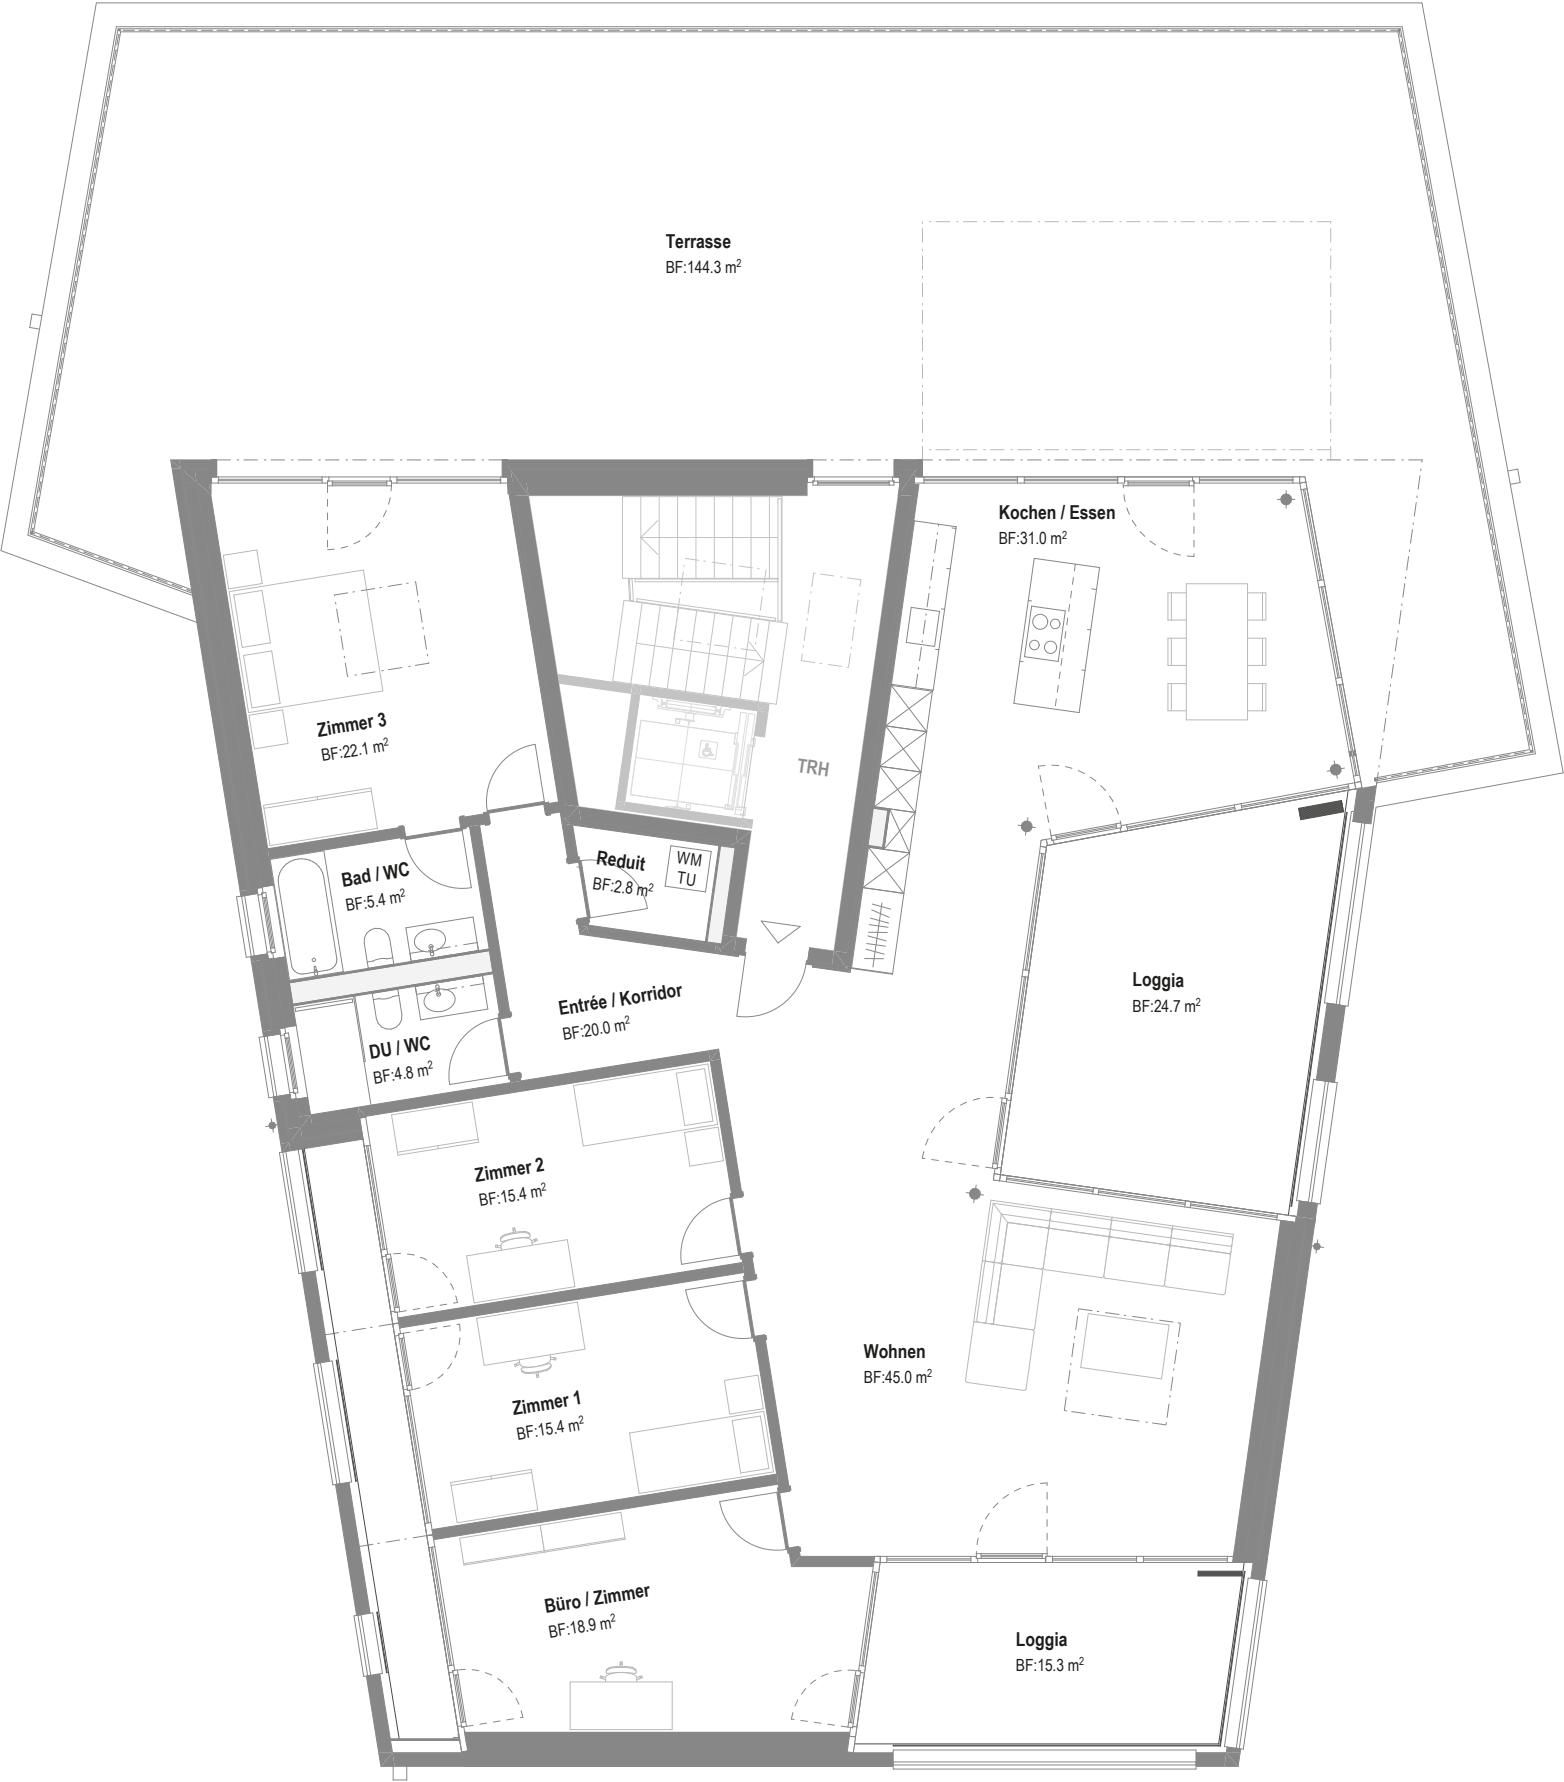 Terrasse
BF:144.3 m²
Kochen / Essen
BF:31.0 m²
Zimmer 3
BF:22.1 m²
TRH
Reduit
BF:2.8 m²
WM
TU
Bad / WC
BF:5.4 m²
Loggia
BF:24.7 m²
Entrée / Korridor
BF:20.0 m²
DU / WC
BF:4.8 m²
Zimmer 2
BF:15.4 m²
Wohnen
BF:45.0 m²
Zimmer 1
BF:15.4 m²
Büro / Zimmer
BF:18.9 m²
Loggia
BF:15.3 m²